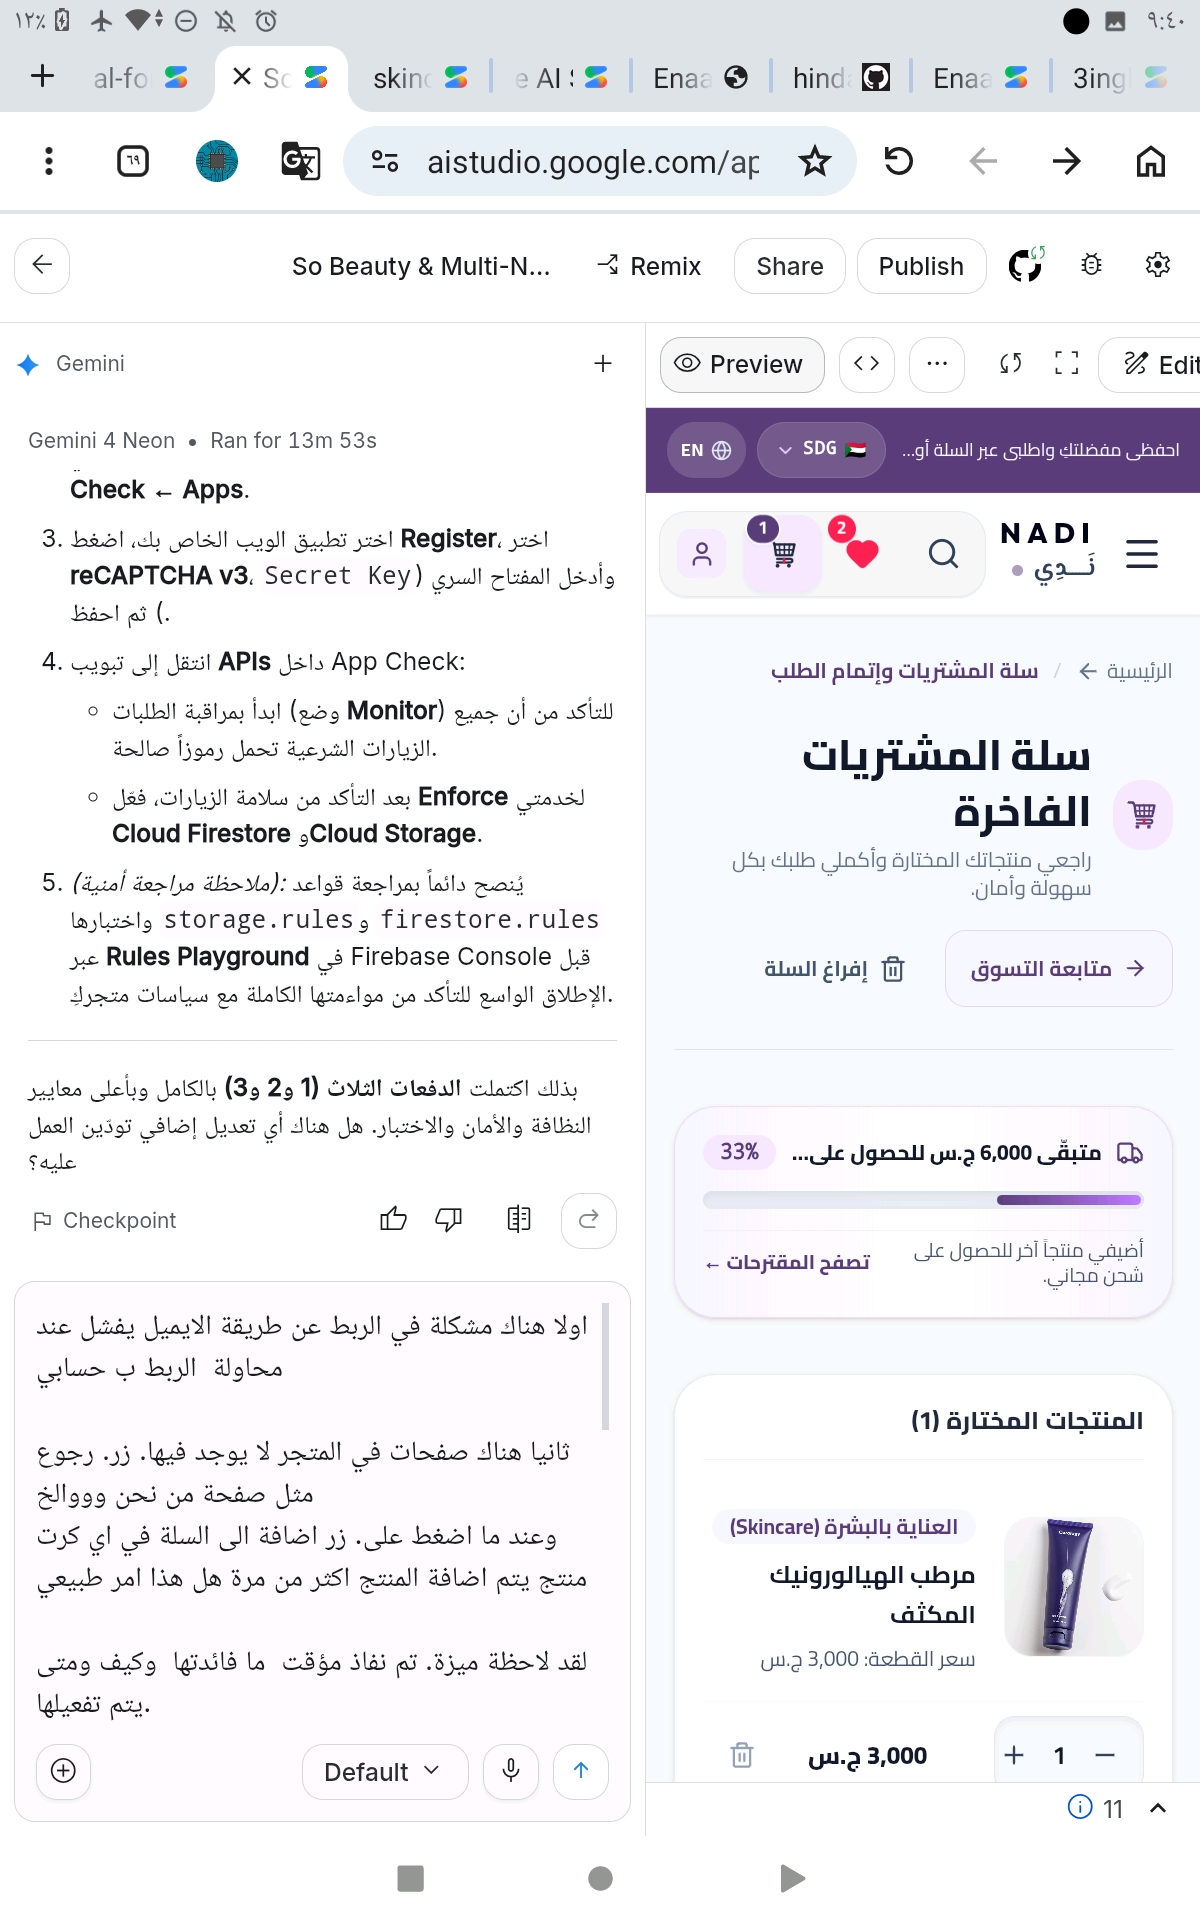 ١٢٪
٩:٤٠
al-fo
So
skinc
e AI S
Enaa
hinda
Enaa
3ingl
٦٩
aistudio.google.com/ap
So Beauty & Multi-N...
Remix
Share
Publish
Gemini
Gemini 4 Neon • Ran for 13m 53s
Check ← Apps.
3. اختر تطبيق الويب الخاص بك، اضغط Register، اختر
reCAPTCHA v3، وأدخل المفتاح السري (Secret Key
) ثم احفظ.
4. انتقل إلى تبويب APIs داخل App Check:
ابدأ بمراقبة الطلبات (وضع Monitor) للتأكد من أن جميع
الزيارات الشرعية تحمل رموزاً صالحة.
بعد التأكد من سلامة الزيارات، فعّل Enforce لخدمتي
Cloud Firestore وCloud Storage.
5. (ملاحظة مراجعة أمنية): يُنصح دائماً بمراجعة قواعد
firestore.rules و storage.rules واختبارها
عبر Rules Playground في Firebase Console قبل
الإطلاق الواسع للتأكد من مواءمتها الكاملة مع سياسات متجركِ.
بذلك اكتملت الدفعات الثلاث (1 و2 و3) بالكامل وبأعلى معايير
النظافة والأمان والاختبار. هل هناك أي تعديل إضافي تودّين العمل
عليه؟
Checkpoint
اولا هناك مشكلة في الربط عن طريقة الايميل يفشل عند
محاولة الربط ب حسابي
ثانيا هناك صفحات في المتجر لا يوجد فيها. زر. رجوع
مثل صفحة من نحن وووالخ
وعند ما اضغط على. زر اضافة الى السلة في اي كرت
منتج يتم اضافة المنتج اكثر من مرة هل هذا امر طبيعي
لقد لاحظة ميزة. تم نفاذ مؤقت ما فائدتها وكيف ومتى
يتم تفعيلها.
Default
Preview
Edit
EN
SDG
احفظي مفضلتكِ واطلبي عبر السلة أو...
1
2
NADI
نَـــدِي
الرئيسية ← / سلة المشتريات وإتمام الطلب
سلة المشتريات
الفاخرة
راجعي منتجاتك المختارة وأكملي طلبك بكل
سهولة وأمان.
متابعة التسوق
إفراغ السلة
متبقّى 6,000 ج.س للحصول على...
33%
أضيفي منتجاً آخر للحصول على
شحن مجاني.
تصفح المقترحات ←
المنتجات المختارة (1)
العناية بالبشرة (Skincare)
مرطب الهيالورونيك
المكثف
سعر القطعة: 3,000 ج.س
+ 1 −
3,000 ج.س
11